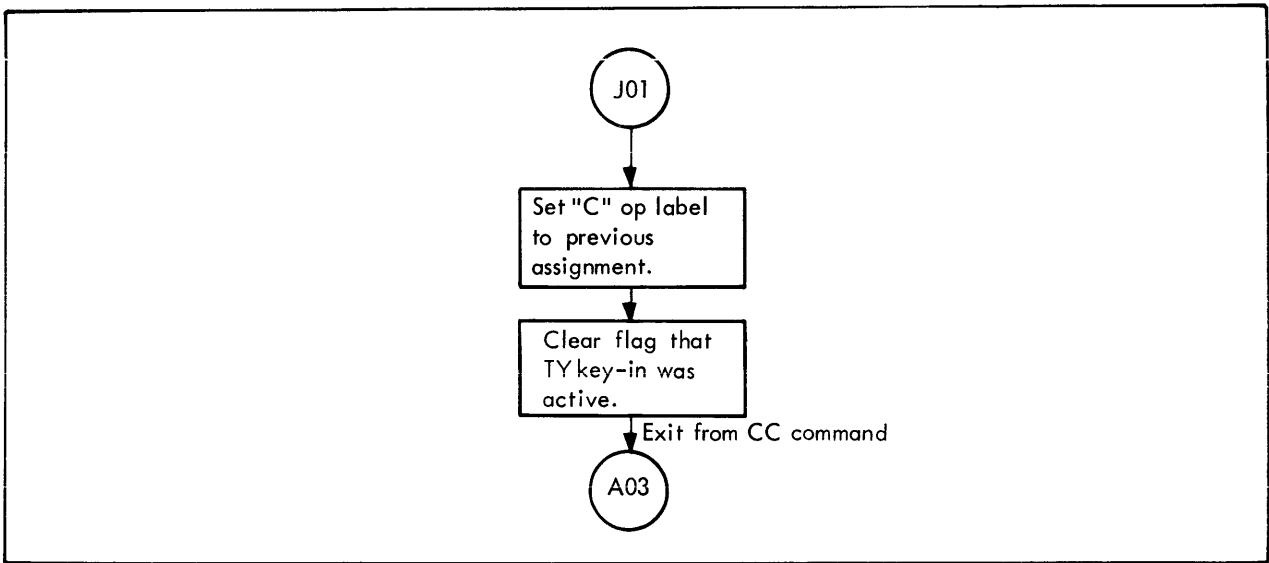 J01
Set "C" op label
to previous
assignment.
Clear flag that
TY key-in was
active.
Exit from CC command
A03